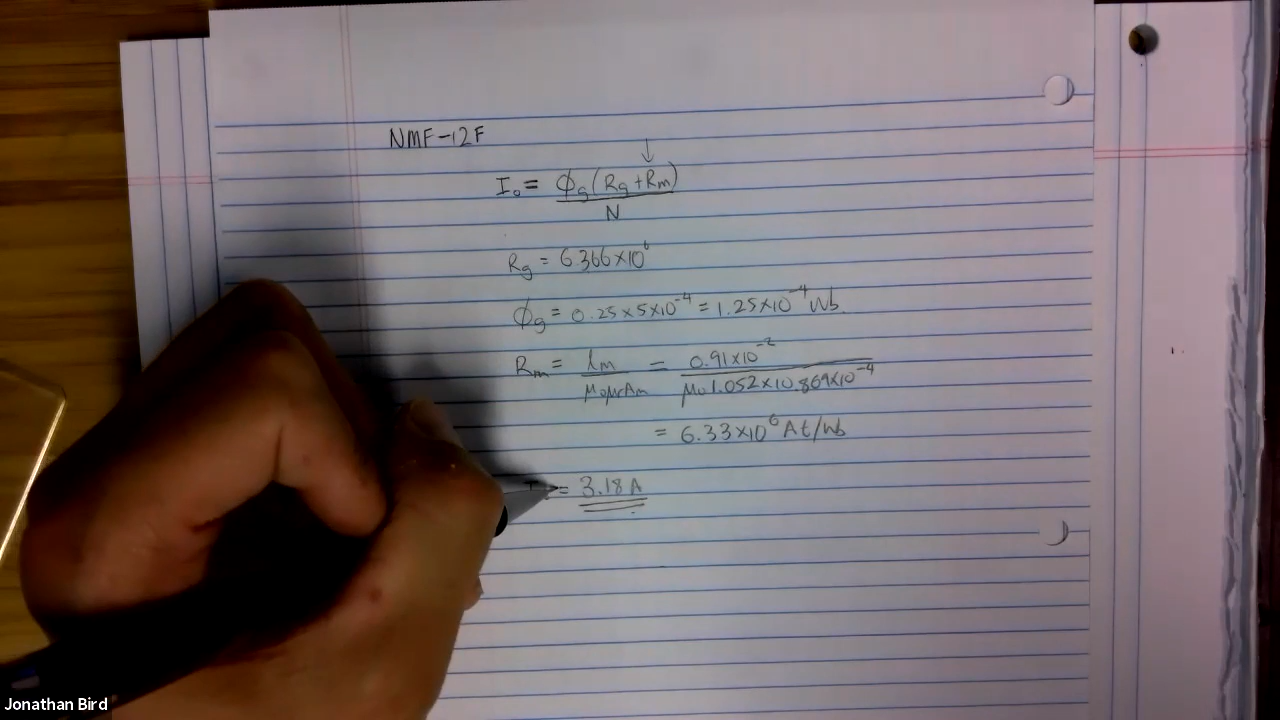 NMF-12F
I₀ = ϕg(Rg+Rm)
N
Rg = 6.366×10⁶
ϕg = 0.25×5×10⁻⁴ = 1.25×10⁻⁴ Wb.
Rm = lm = 0.91×10⁻²
μ₀μrAm μ₀ 1.052×10.869×10⁻⁴
= 6.33×10⁶ At/Wb
= 3.18 A
Jonathan Bird